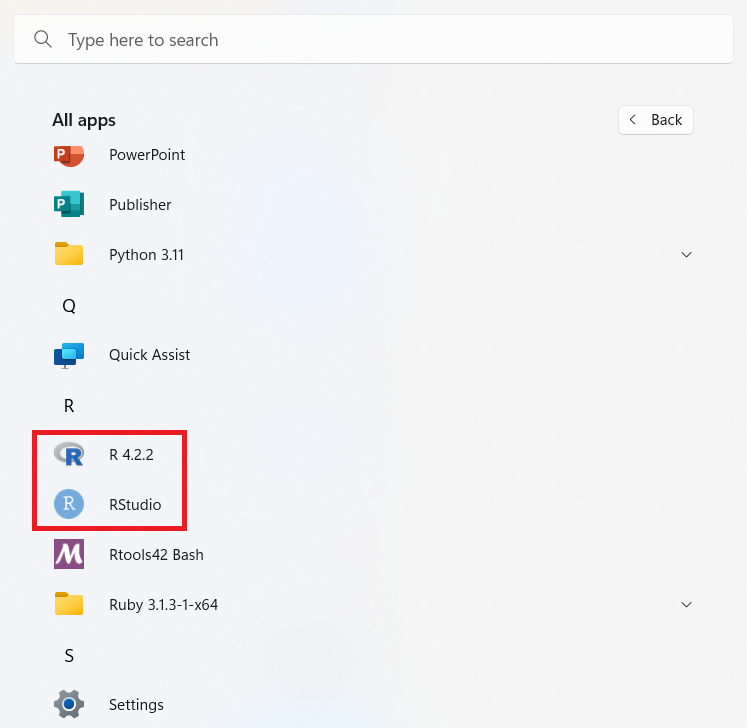 Type here to search
All apps
Back
P PowerPoint
P Publisher
Python 3.11
Q
Quick Assist
R
R R 4.2.2
R RStudio
M Rtools42 Bash
Ruby 3.1.3-1-x64
S
Settings